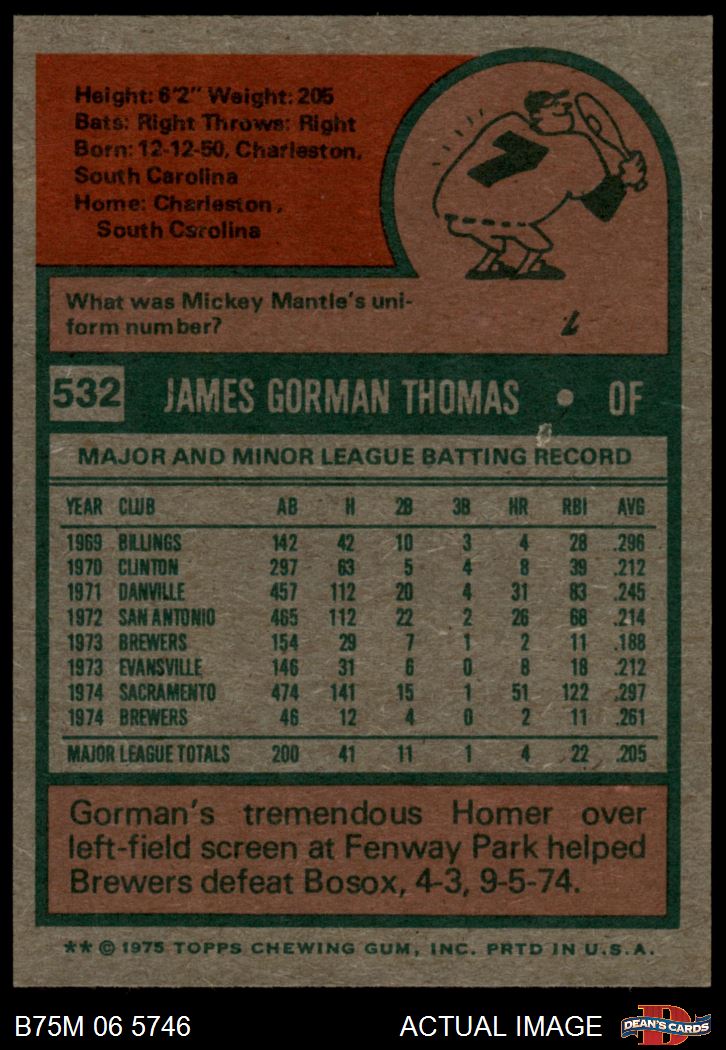 Height: 6'2" Weight: 205
Bats: Right Throws: Right
Born: 12-12-50, Charleston,
South Carolina
Home: Charleston,
South Carolina
7
What was Mickey Mantle's uni-
form number?
532 JAMES GORMAN THOMAS • OF
MAJOR AND MINOR LEAGUE BATTING RECORD
YEAR CLUB AB H 2B 3B HR RBI AVG
1969 BILLINGS 142 42 10 3 4 28 .296
1970 CLINTON 297 63 5 4 8 39 .212
1971 DANVILLE 457 112 20 4 31 83 .245
1972 SAN ANTONIO 465 112 22 2 26 68 .214
1973 BREWERS 154 29 7 1 2 11 .188
1973 EVANSVILLE 146 31 6 0 8 18 .212
1974 SACRAMENTO 474 141 15 1 51 122 .297
1974 BREWERS 46 12 4 0 2 11 .261
MAJOR LEAGUE TOTALS 200 41 11 1 4 22 .205
Gorman's tremendous Homer over
left-field screen at Fenway Park helped
Brewers defeat Bosox, 4-3, 9-5-74.
** © 1975 TOPPS CHEWING GUM, INC. PRTD IN U.S.A.
B75M 06 5746 ACTUAL IMAGE D DEAN'S CARDS